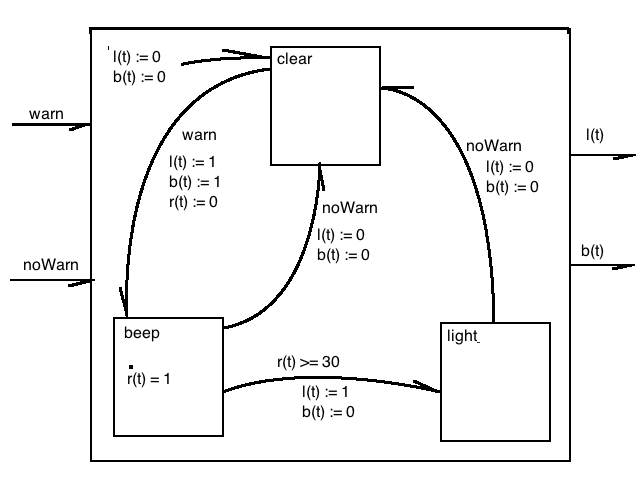 l(t) := 0
b(t) := 0
clear
warn
warn
l(t) := 1
b(t) := 1
r(t) := 0
noWarn
l(t) := 0
b(t) := 0
l(t)
noWarn
l(t) := 0
b(t) := 0
b(t)
noWarn
beep
ṙ(t) = 1
r(t) >= 30
l(t) := 1
b(t) := 0
light